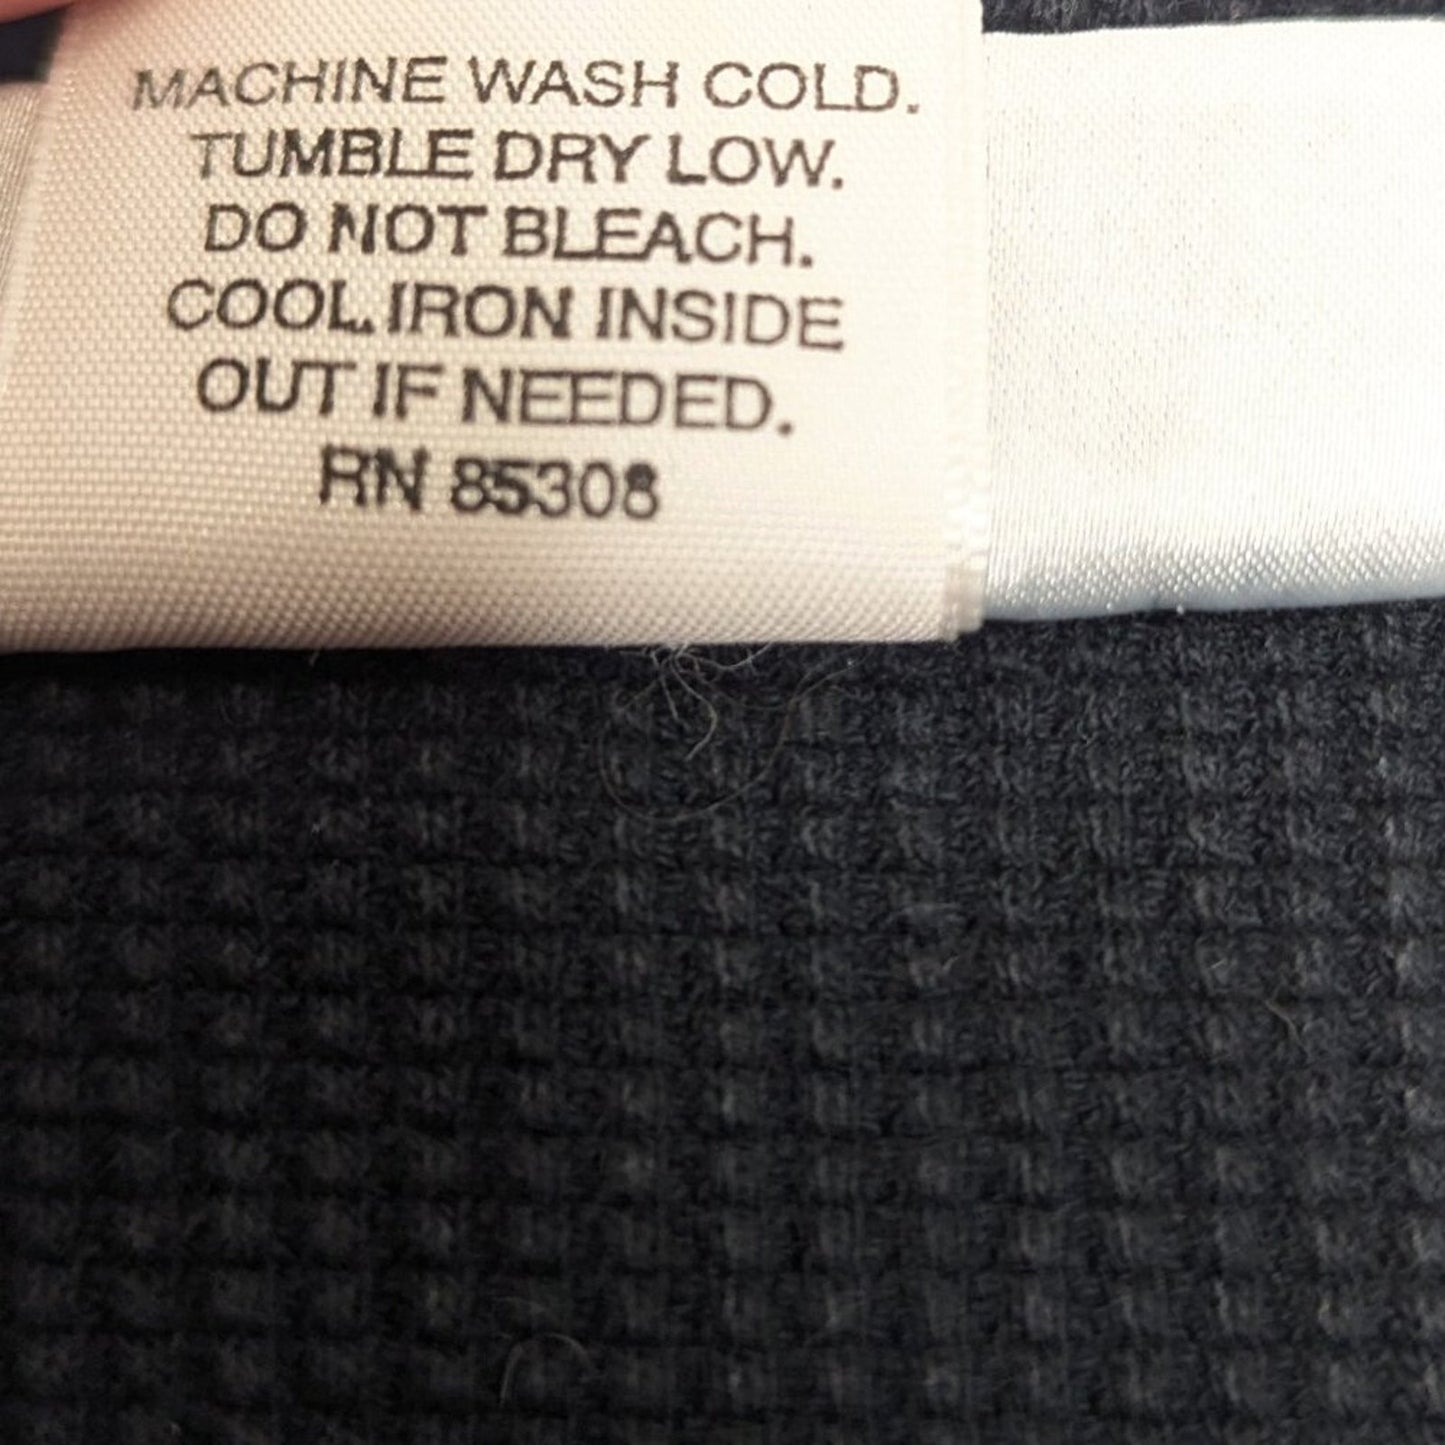 MACHINE WASH COLD.
TUMBLE DRY LOW.
DO NOT BLEACH.
COOL.IRON INSIDE
OUT IF NEEDED.
RN 85308